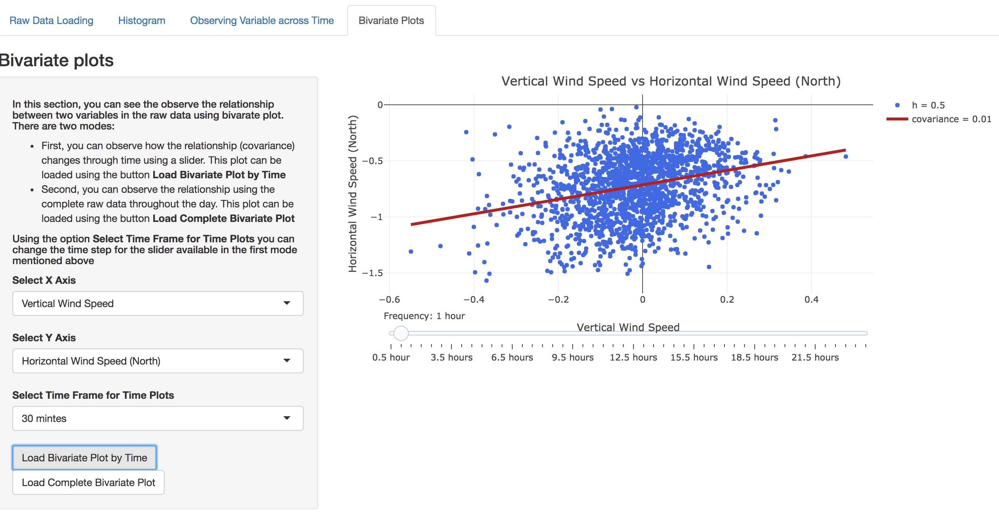 Raw Data Loading Histogram Observing Variable across Time Bivariate Plots
Bivariate plots
In this section, you can see the observe the relationship
between two variables in the raw data using bivarate plot.
There are two modes:
• First, you can observe how the relationship (covariance)
changes through time using a slider. This plot can be
loaded using the button Load Bivariate Plot by Time
• Second, you can observe the relationship using the
complete raw data throughout the day. This plot can be
loaded using the button Load Complete Bivariate Plot
Using the option Select Time Frame for Time Plots you can
change the time step for the slider available in the first mode
mentioned above
Select X Axis
Vertical Wind Speed
Select Y Axis
Horizontal Wind Speed (North)
Select Time Frame for Time Plots
30 mintes
Load Bivariate Plot by Time
Load Complete Bivariate Plot
Vertical Wind Speed vs Horizontal Wind Speed (North)
h = 0.5
covariance = 0.01
Horizontal Wind Speed (North)
0
−0.5
−1
−1.5
−0.6 −0.4 −0.2 0 0.2 0.4
Frequency: 1 hour
Vertical Wind Speed
0.5 hour 3.5 hours 6.5 hours 9.5 hours 12.5 hours 15.5 hours 18.5 hours 21.5 hours